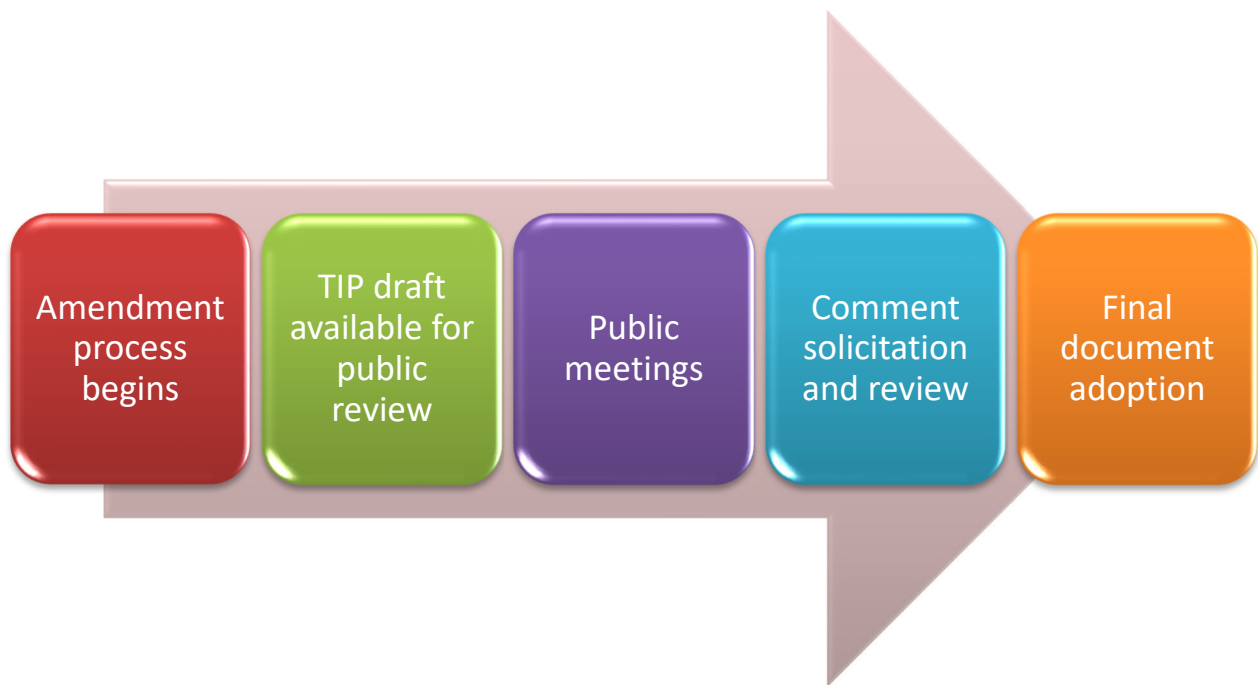 Amendment
process
begins
TIP draft
available for
public
review
Public
meetings
Comment
solicitation
and review
Final
document
adoption